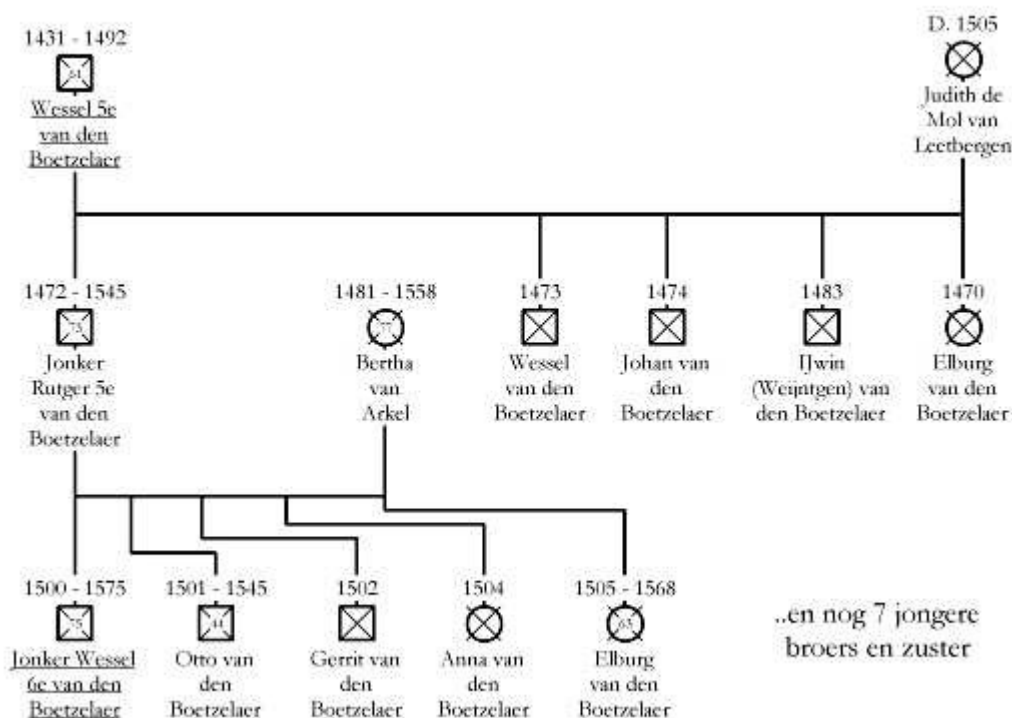 1431 - 1492
61
Wessel 5e
van den
Boetzelaer
D. 1505
Judith de
Mol van
Leetbergen
1472 - 1545
73
Jonker
Rutger 5e
van den
Boetzelaer
1481 - 1558
77
Bertha
van
Arkel
1473
Wessel
van den
Boetzelaer
1474
Johan van
den
Boetzelaer
1483
IJwin
(Weijntgen) van
den Boetzelaer
1470
Elburg
van den
Boetzelaer
1500 - 1575
75
Jonker Wessel
6e van den
Boetzelaer
1501 - 1545
44
Otto van
den
Boetzelaer
1502
Gerrit van
den
Boetzelaer
1504
Anna van
den
Boetzelaer
1505 - 1568
63
Elburg
van den
Boetzelaer
..en nog 7 jongere
broers en zuster